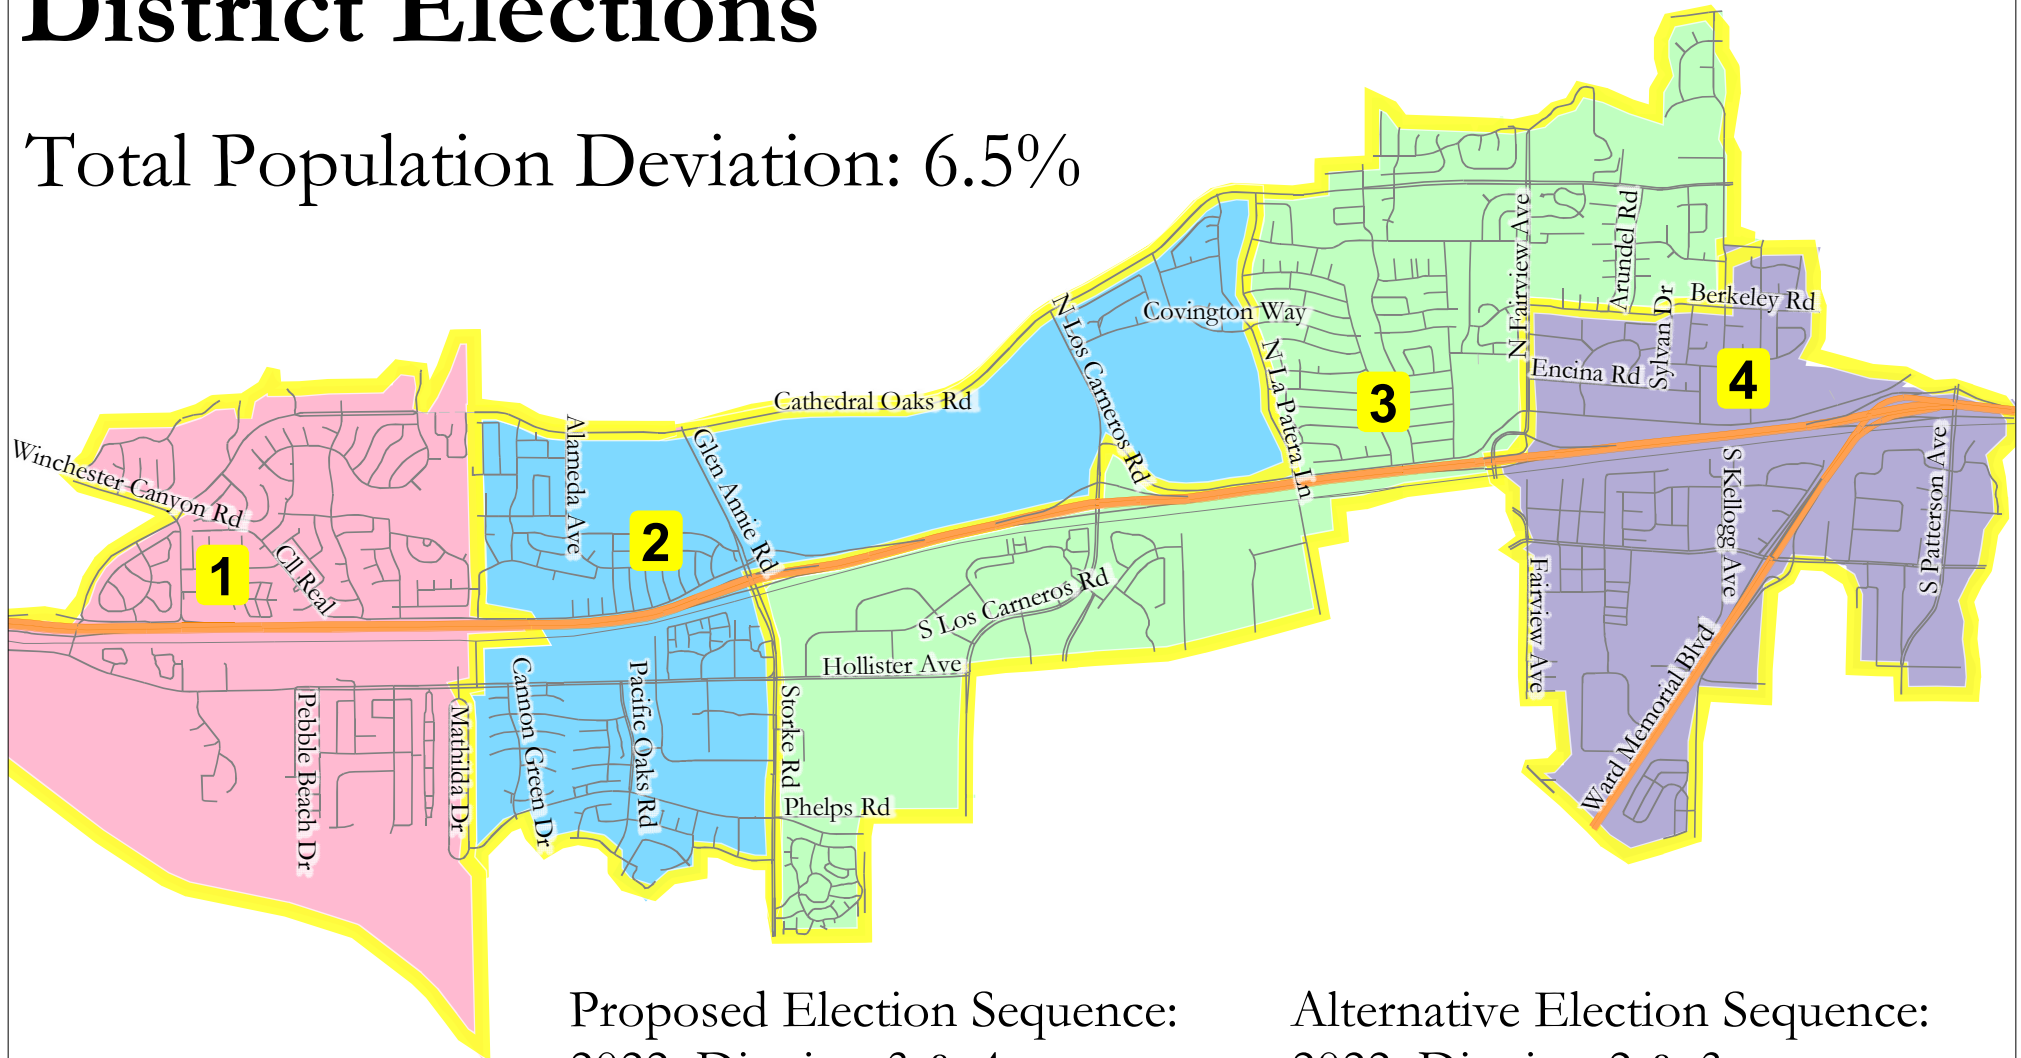 District Elections
Total Population Deviation: 6.5%
N Fairview Ave
Arundel Rd
Berkeley Rd
Sylvan Dr
Covington Way
N Los Carneros Rd
N La Patera Ln
Encina Rd
4
3
Cathedral Oaks Rd
Alameda Ave
Glen Annie Rd
Winchester Canyon Rd
S Kellogg Ave
S Patterson Ave
2
1
Cll Real
S Los Carneros Rd
Fairview Ave
Hollister Ave
Cannon Green Dr
Pacific Oaks Rd
Storke Rd
Pebble Beach Dr
Mathilda Dr
Ward Memorial Blvd
Phelps Rd
Proposed Election Sequence:
Alternative Election Sequence: